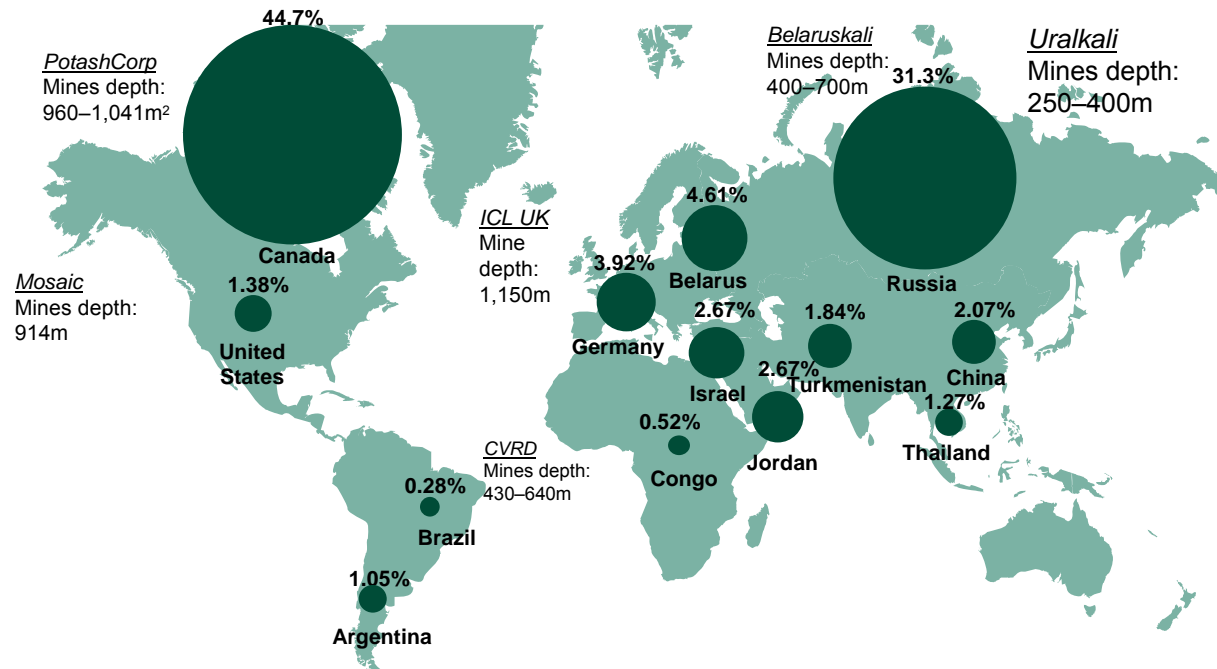 44.7%
PotashCorp
Mines depth:
960–1,041m²
Canada
Mosaic
Mines depth:
914m
1.38%
United
States
ICL UK
Mine
depth:
1,150m
Belaruskali
Mines depth:
400–700m
Uralkali
Mines depth:
250–400m
31.3%
Russia
4.61%
Belarus
3.92%
Germany
2.67%
Israel
2.67%
Jordan
1.84%
Turkmenistan
2.07%
China
1.27%
Thailand
0.52%
Congo
CVRD
Mines depth:
430–640m
0.28%
Brazil
1.05%
Argentina